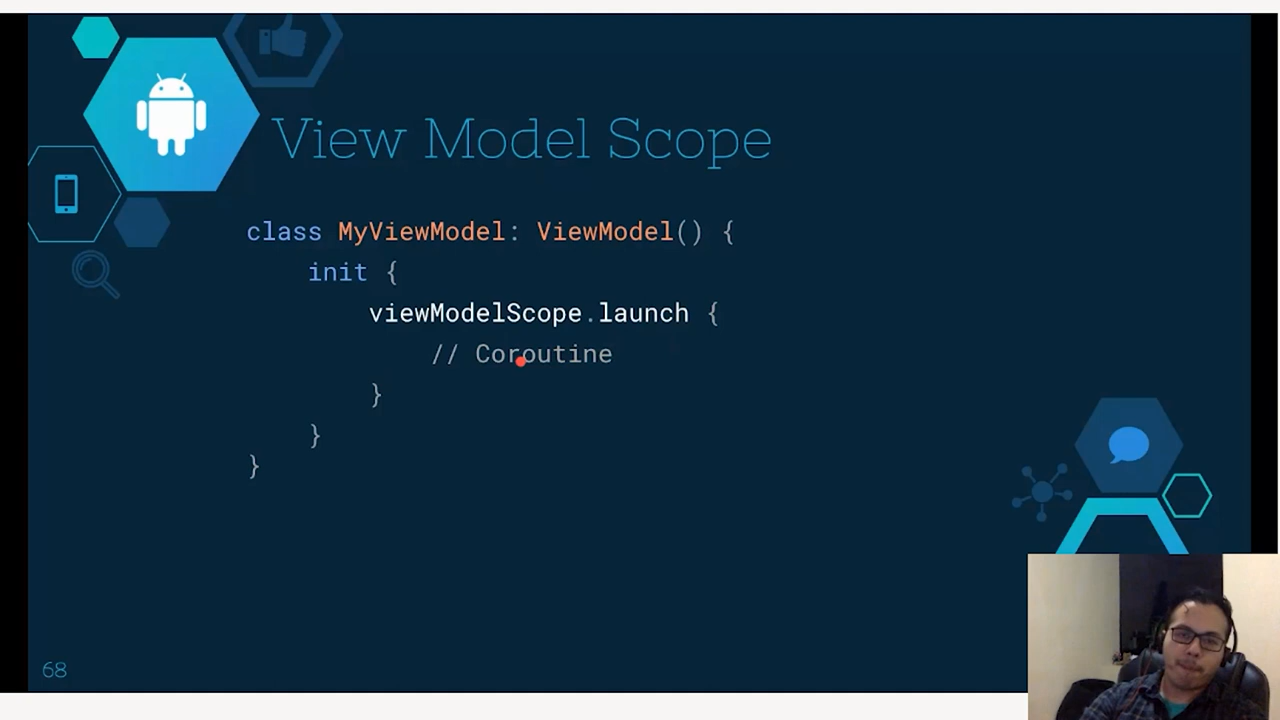 View Model Scope
class MyViewModel: ViewModel() {
init {
viewModelScope.launch {
// Coroutine
}
}
}
68